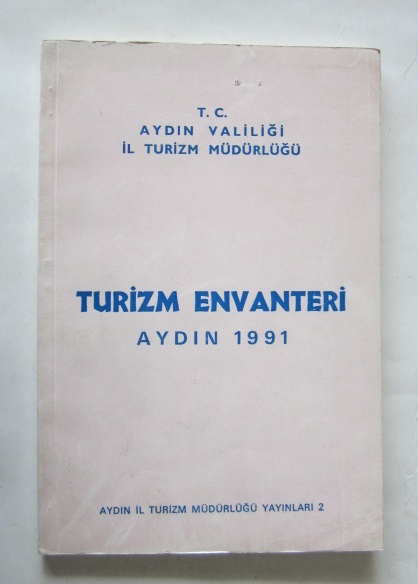 T. C.
AYDIN VALİLİĞİ
İL TURİZM MÜDÜRLÜĞÜ
TURİZM ENVANTERİ
AYDIN 1991
AYDIN İL TURİZM MÜDÜRLÜĞÜ YAYINLARI 2